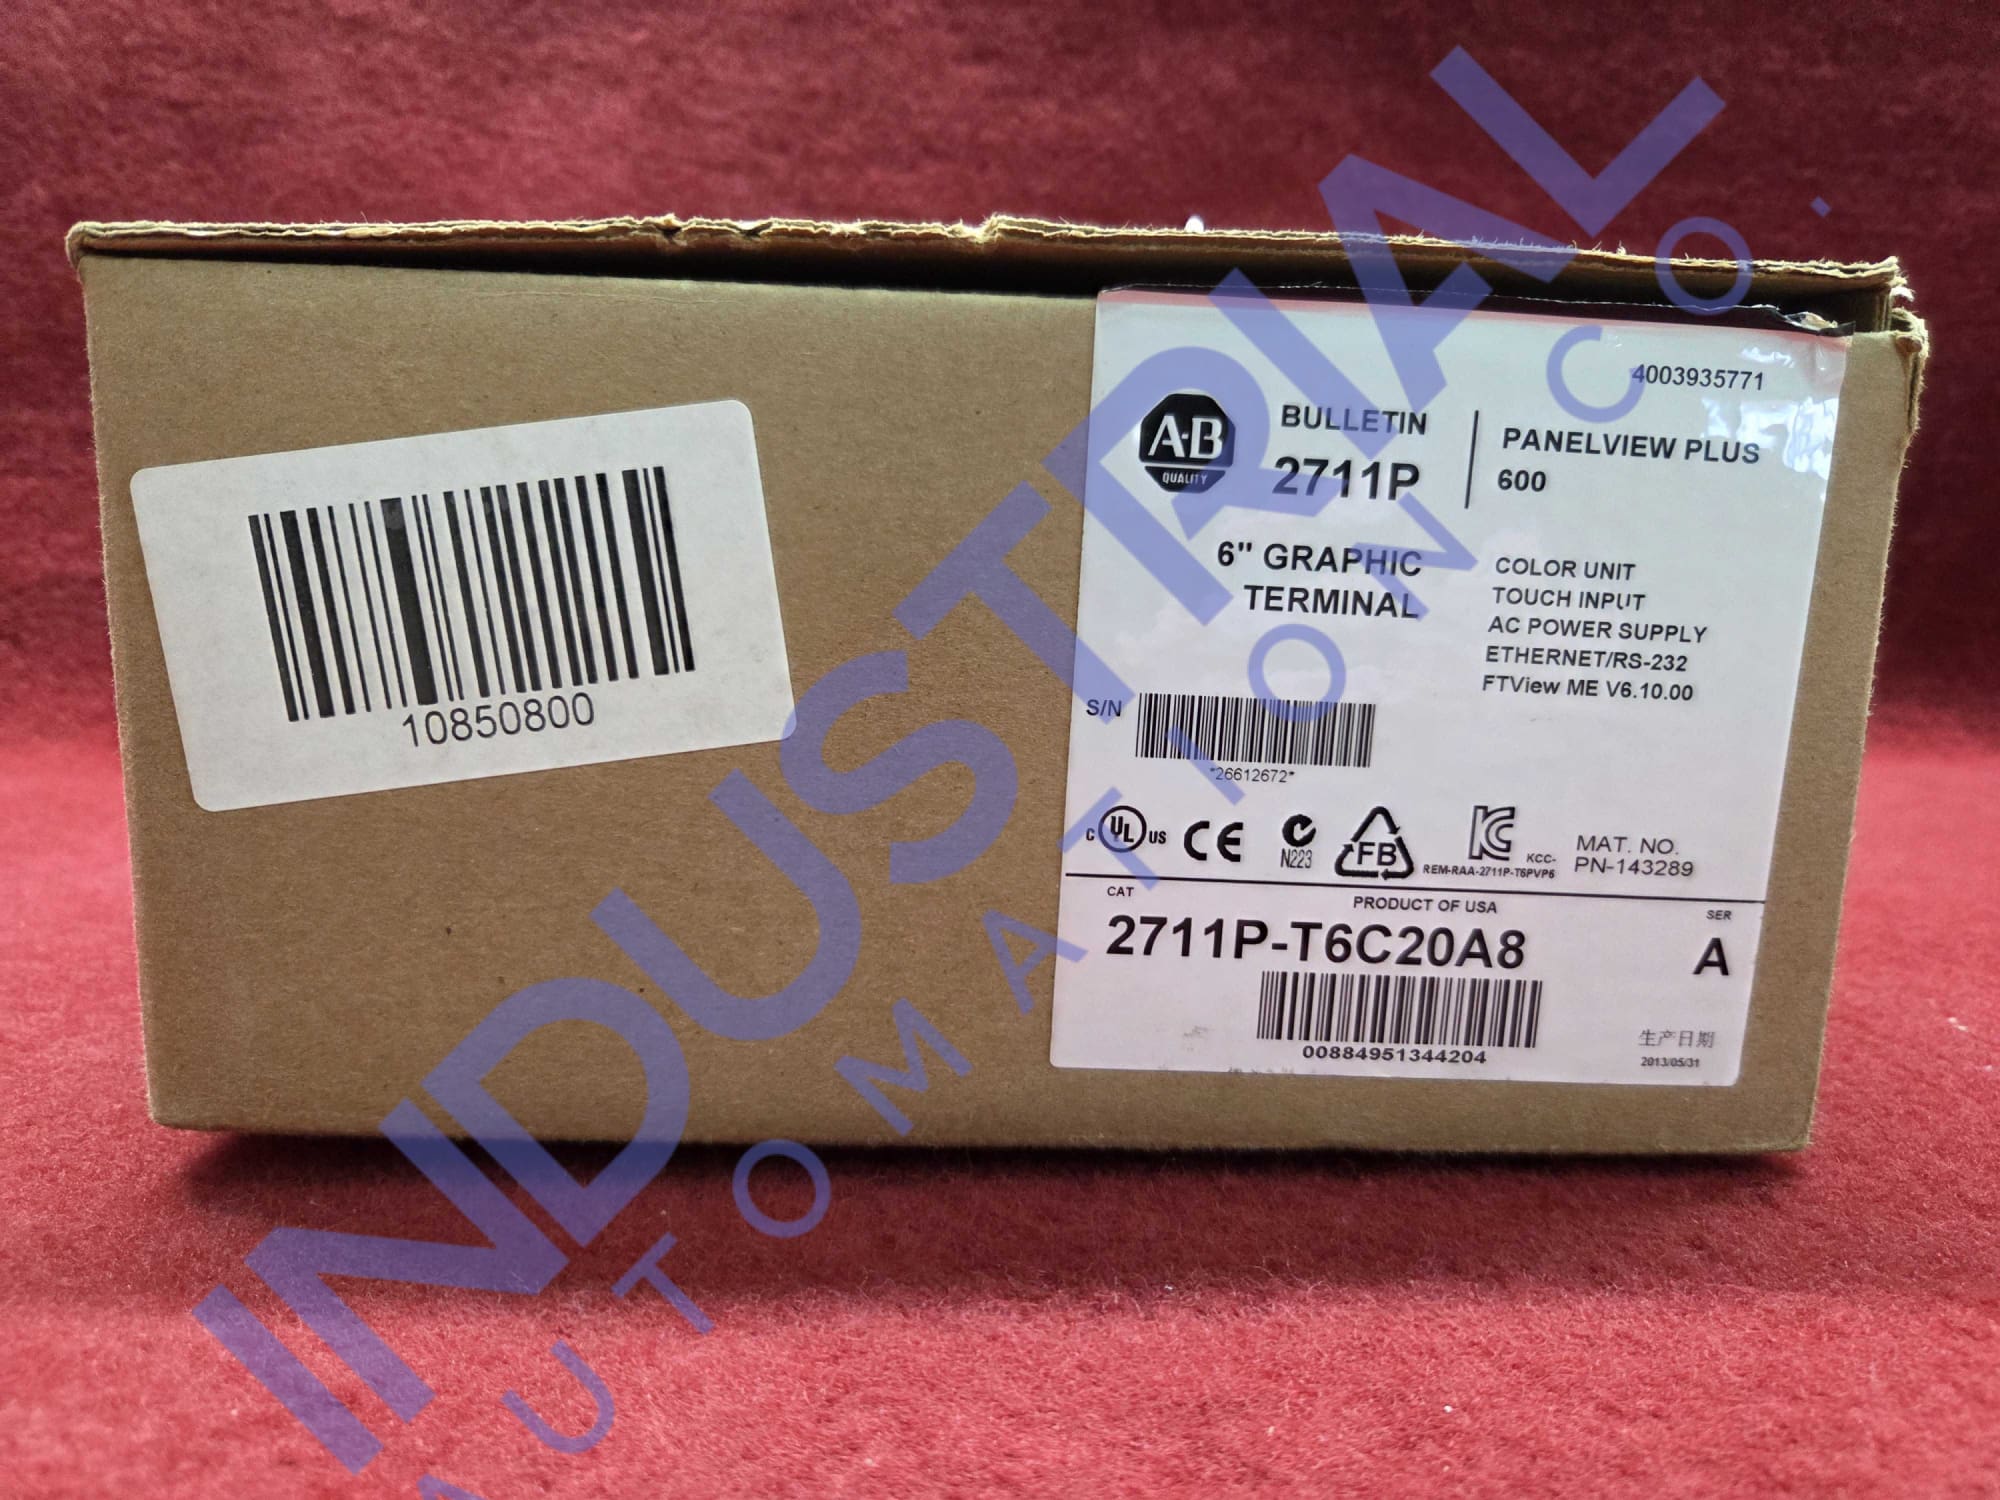 10850800
4003935771
A-B
QUALITY
BULLETIN
2711P
PANELVIEW PLUS
600
6" GRAPHIC
TERMINAL
COLOR UNIT
TOUCH INPUT
AC POWER SUPPLY
ETHERNET/RS-232
FTView ME V6.10.00
S/N
*26612672*
C UL US
CE
N223
FB
KCC-
REM-RAA-2711P-T6PVP6
MAT. NO.
PN-143289
CAT
PRODUCT OF USA
SER
2711P-T6C20A8
A
00884951344204
生产日期
2013/05/31
INDUSTRIAL
AUTOMATION CO.